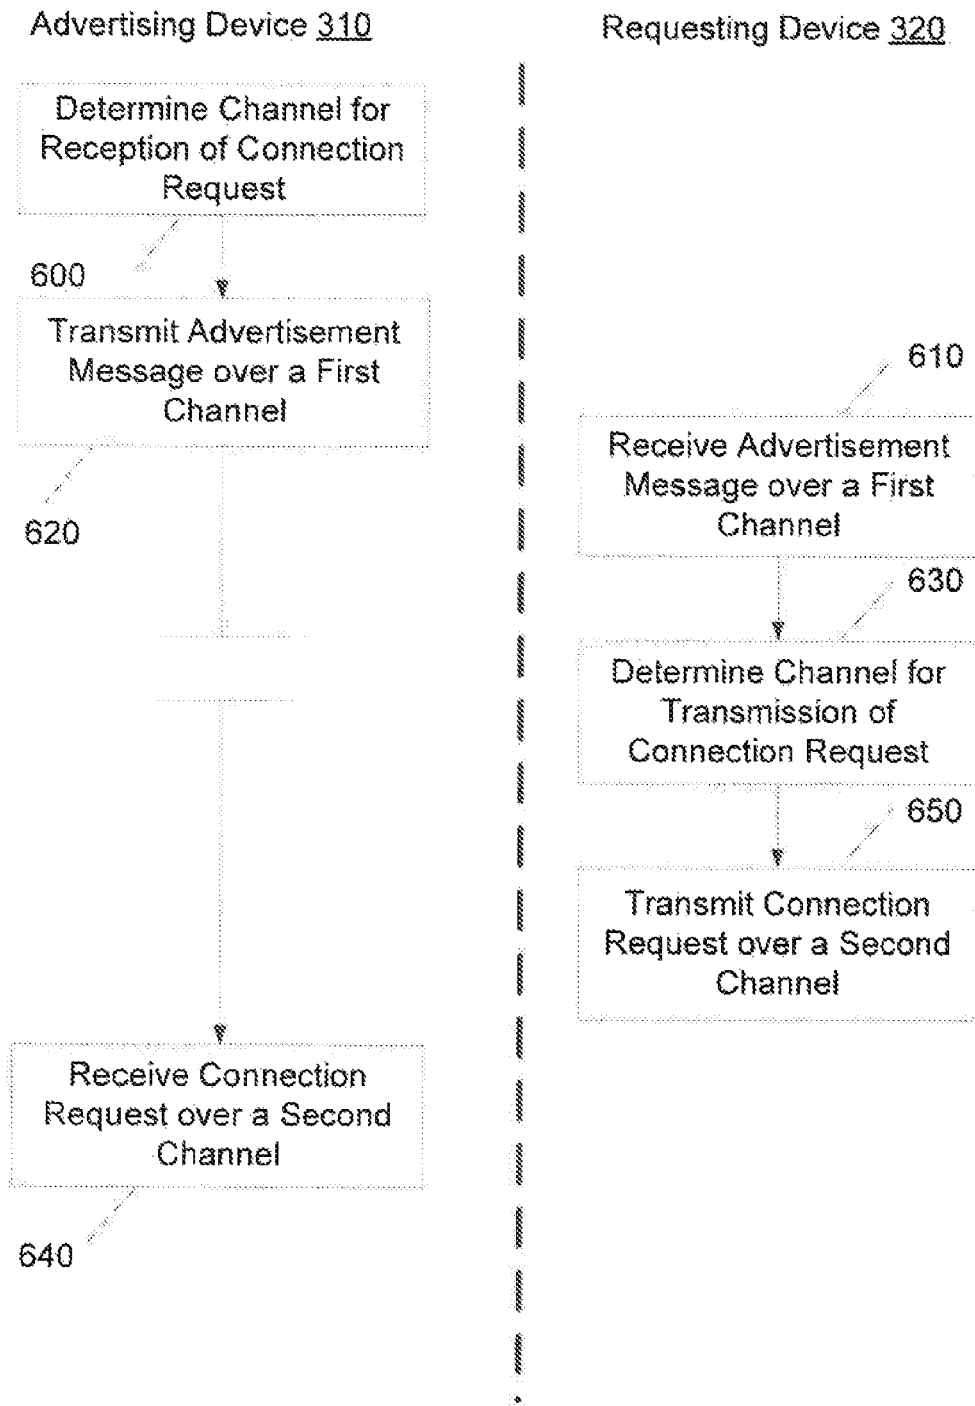 Advertising Device 310
Requesting Device 320
Determine Channel for
Reception of Connection
Request
600
Transmit Advertisement
Message over a First
Channel
620
610
Receive Advertisement
Message over a First
Channel
630
Determine Channel for
Transmission of
Connection Request
650
Transmit Connection
Request over a Second
Channel
Receive Connection
Request over a Second
Channel
640